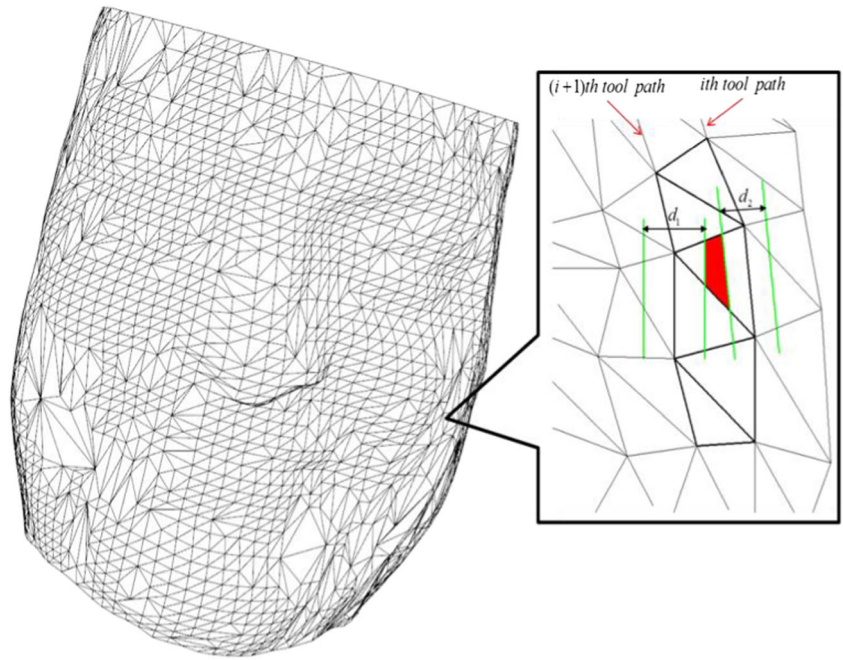 (i+1)th tool path
ith tool path
d₂
d₁